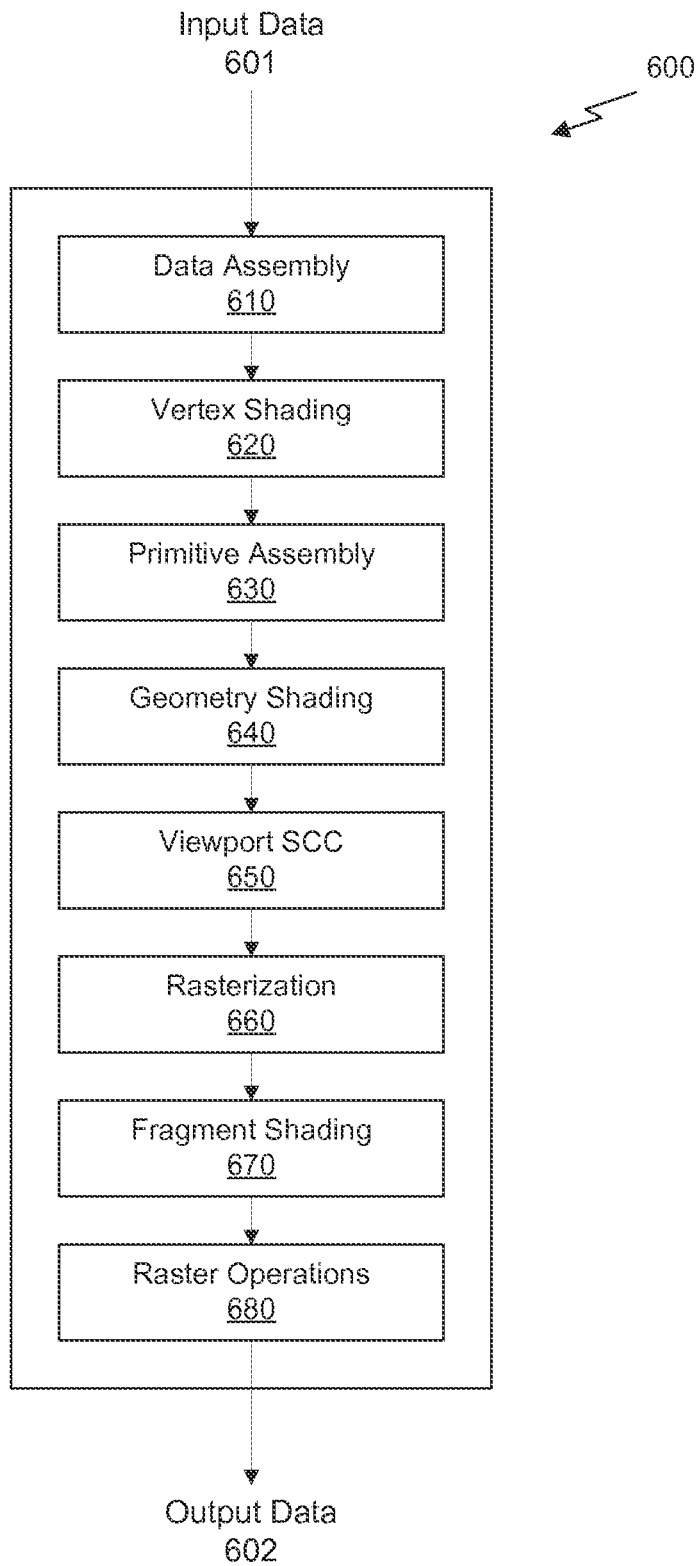 Input Data
601
600
Data Assembly
610
Vertex Shading
620
Primitive Assembly
630
Geometry Shading
640
Viewport SCC
650
Rasterization
660
Fragment Shading
670
Raster Operations
680
Output Data
602